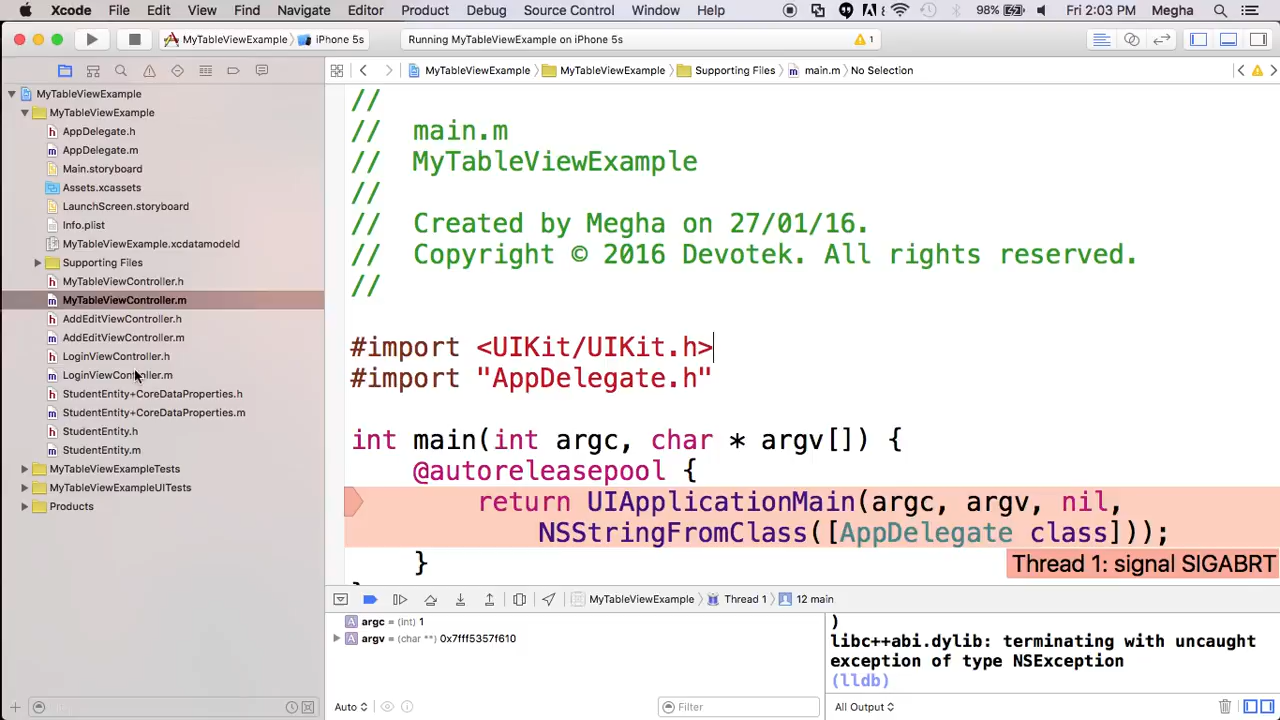 Xcode File Edit View Find Navigate Editor Product Debug Source Control Window Help 98% Fri 2:03 PM Megha
MyTableViewExample iPhone 5s Running MyTableViewExample on iPhone 5s 1
MyTableViewExample MyTableViewExample Supporting Files main.m No Selection
MyTableViewExample
MyTableViewExample
AppDelegate.h
AppDelegate.m
Main.storyboard
Assets.xcassets
LaunchScreen.storyboard
Info.plist
MyTableViewExample.xcdatamodeld
Supporting Files
MyTableViewController.h
MyTableViewController.m
AddEditViewController.h
AddEditViewController.m
LoginViewController.h
LoginViewController.m
StudentEntity+CoreDataProperties.h
StudentEntity+CoreDataProperties.m
StudentEntity.h
StudentEntity.m
MyTableViewExampleTests
MyTableViewExampleUITests
Products
//
// main.m
// MyTableViewExample
//
// Created by Megha on 27/01/16.
// Copyright © 2016 Devotek. All rights reserved.
//
#import <UIKit/UIKit.h>
#import "AppDelegate.h"
int main(int argc, char * argv[]) {
@autoreleasepool {
return UIApplicationMain(argc, argv, nil,
NSStringFromClass([AppDelegate class]));
Thread 1: signal SIGABRT
}
MyTableViewExample Thread 1 12 main
argc = (int) 1
argv = (char **) 0x7fff5357f610
)
libc++abi.dylib: terminating with uncaught
exception of type NSException
(lldb)
Auto Filter All Output